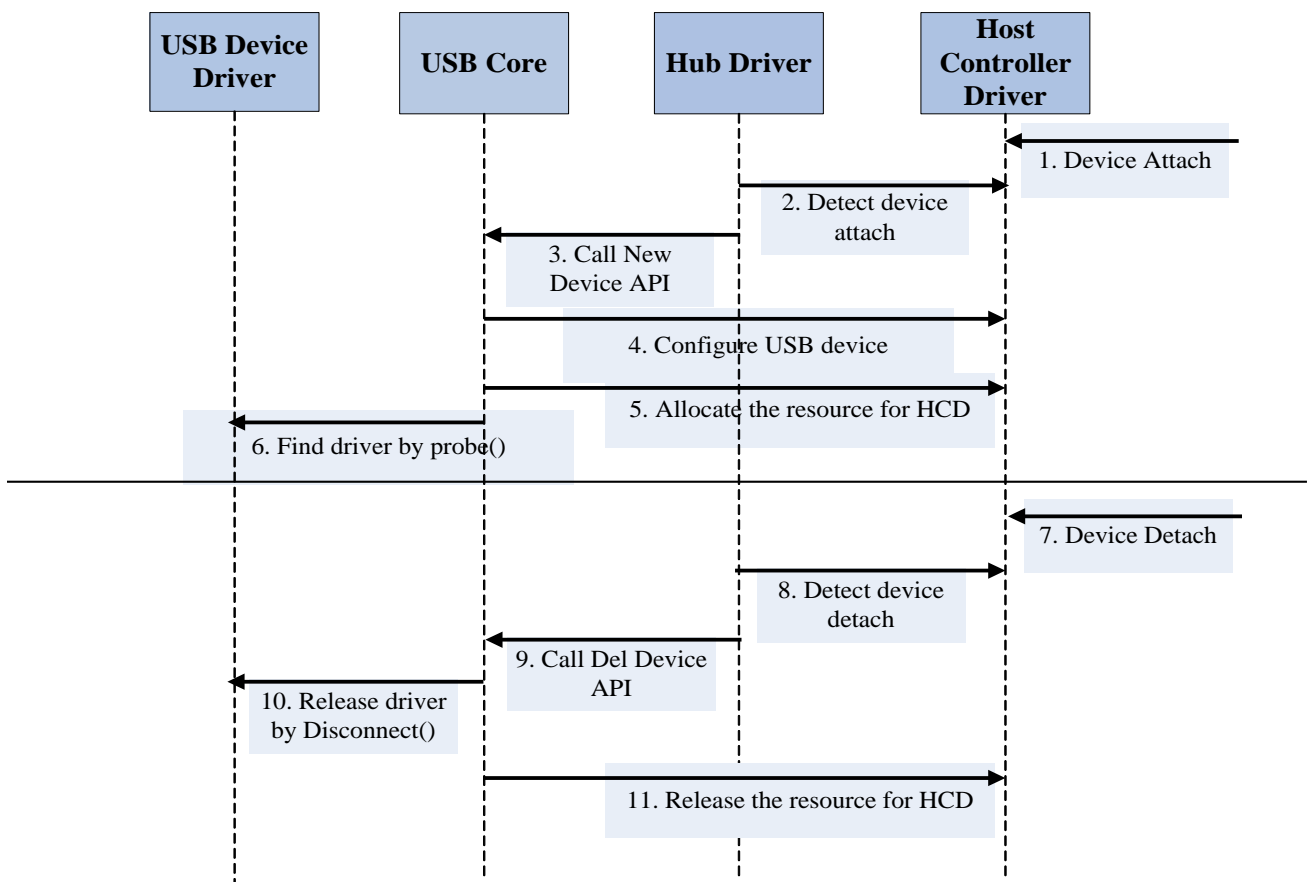 USB Device
Driver
USB Core
Hub Driver
Host
Controller
Driver
1. Device Attach
2. Detect device
attach
3. Call New
Device API
4. Configure USB device
5. Allocate the resource for HCD
6. Find driver by probe()
7. Device Detach
8. Detect device
detach
9. Call Del Device
API
10. Release driver
by Disconnect()
11. Release the resource for HCD